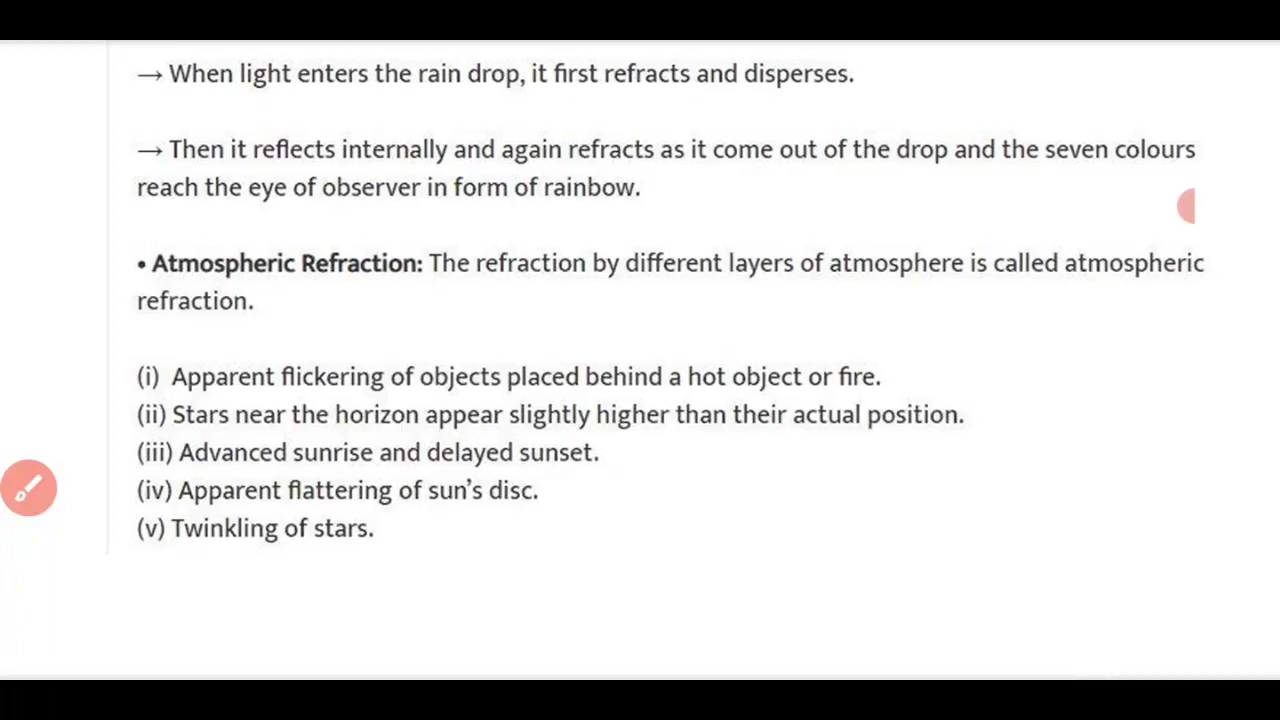 → When light enters the rain drop, it first refracts and disperses.
→ Then it reflects internally and again refracts as it come out of the drop and the seven colours
reach the eye of observer in form of rainbow.
• Atmospheric Refraction: The refraction by different layers of atmosphere is called atmospheric
refraction.
(i) Apparent flickering of objects placed behind a hot object or fire.
(ii) Stars near the horizon appear slightly higher than their actual position.
(iii) Advanced sunrise and delayed sunset.
(iv) Apparent flattering of sun’s disc.
(v) Twinkling of stars.